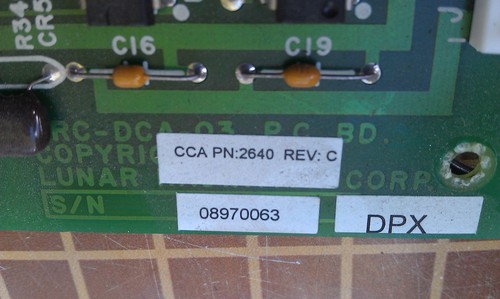 R34
CR5
C16
C19
RC-DCA 03 P.C. BD.
COPYRIG
CCA PN:2640 REV: C
LUNAR CORP.
S/N
08970063
DPX